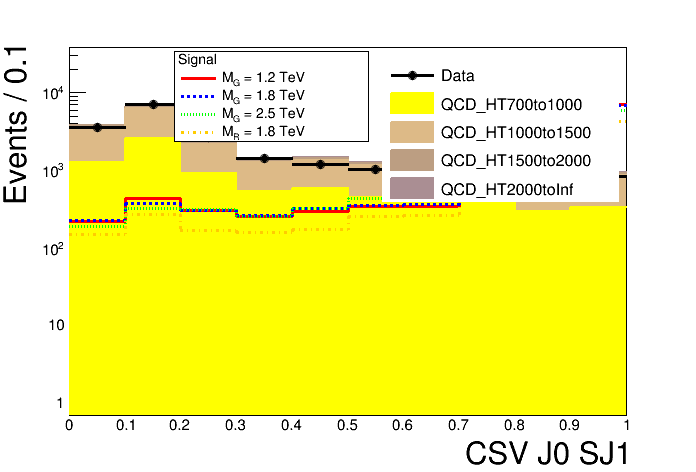 Events / 0.1
Signal
M_G = 1.2 TeV
M_G = 1.8 TeV
M_G = 2.5 TeV
M_R = 1.8 TeV
Data
QCD_HT700to1000
QCD_HT1000to1500
QCD_HT1500to2000
QCD_HT2000toInf
10^4
10^3
10^2
10
1
0 0.1 0.2 0.3 0.4 0.5 0.6 0.7 0.8 0.9 1
CSV J0 SJ1